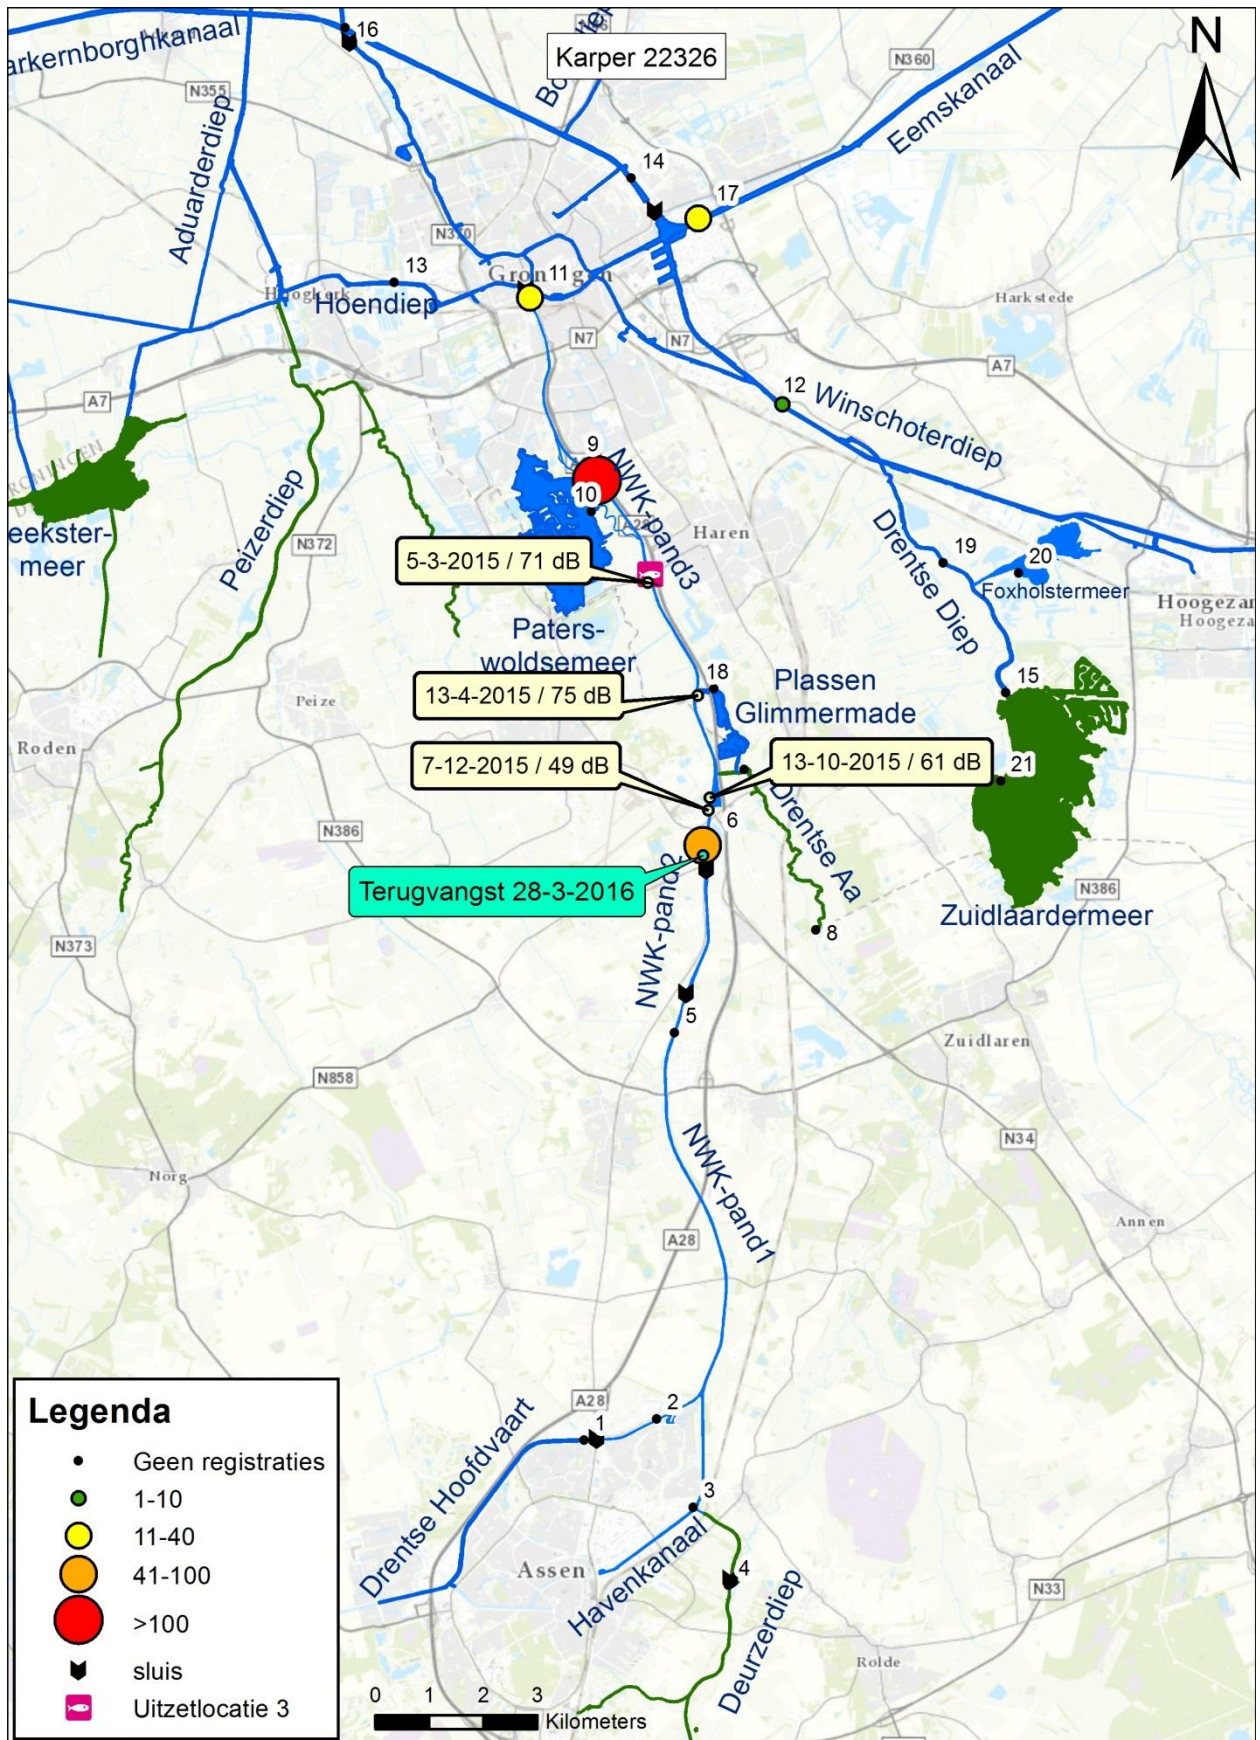 16
Karper 22326
N
arkernborghkanaal
N355
N360
Eemskanaal
Aduarderdiep
14
17
N370
13
Groningen
11
Hoogkerk
Hoendiep
Harkstede
N7
N7
A7
12
A7
Winschoterdiep
9
NWK-pand3
10
A28
Haren
Peizerdiep
eekster-
meer
N372
5-3-2015 / 71 dB
Drentse Diep
19
20
Foxholstermeer
Hoogezan
Hoogeza
Paters-
woldsemeer
18
Plassen
Glimmermade
15
13-4-2015 / 75 dB
Peize
Roden
7-12-2015 / 49 dB
13-10-2015 / 61 dB
21
Drentse Aa
N386
6
Terugvangst 28-3-2016
NWK-pand2
N386
Zuidlaardermeer
8
N373
5
Zuidlaren
N858
N34
NWK-pand1
Norg
Annen
A28
A28
2
1
Drentse Hoofdvaart
3
Havenkanaal
Assen
4
N33
Deurzerdiep
Rolde
Legenda
Geen registraties
1-10
11-40
41-100
>100
sluis
Uitzetlocatie 3
0 1 2 3
Kilometers